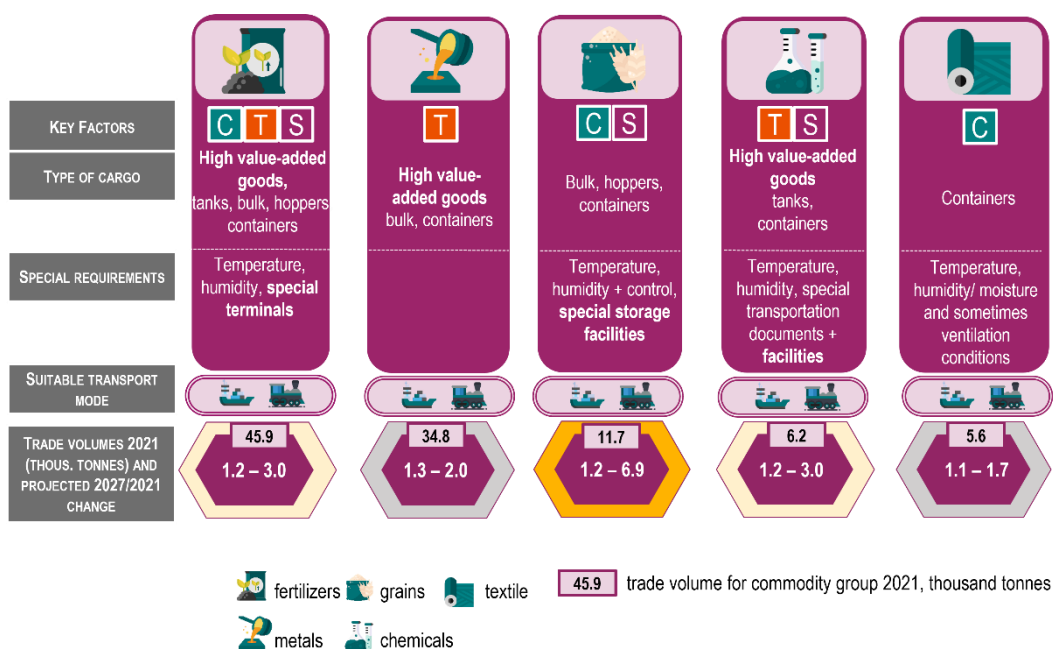 KEY FACTORS
C T S
T
C S
T S
C
TYPE OF CARGO
High value-added
goods,
tanks, bulk, hoppers
containers
High value-
added goods
bulk, containers
Bulk, hoppers,
containers
High value-added
goods
tanks,
containers
Containers
SPECIAL REQUIREMENTS
Temperature,
humidity, special
terminals
Temperature,
humidity + control,
special storage
facilities
Temperature,
humidity, special
transportation
documents +
facilities
Temperature,
humidity/ moisture
and sometimes
ventilation
conditions
SUITABLE TRANSPORT
MODE
TRADE VOLUMES 2021
(THOUS. TONNES) AND
PROJECTED 2027/2021
CHANGE
45.9
1.2 – 3.0
34.8
1.3 – 2.0
11.7
1.2 – 6.9
6.2
1.2 – 3.0
5.6
1.1 – 1.7
fertilizers grains textile
45.9 trade volume for commodity group 2021, thousand tonnes
metals chemicals